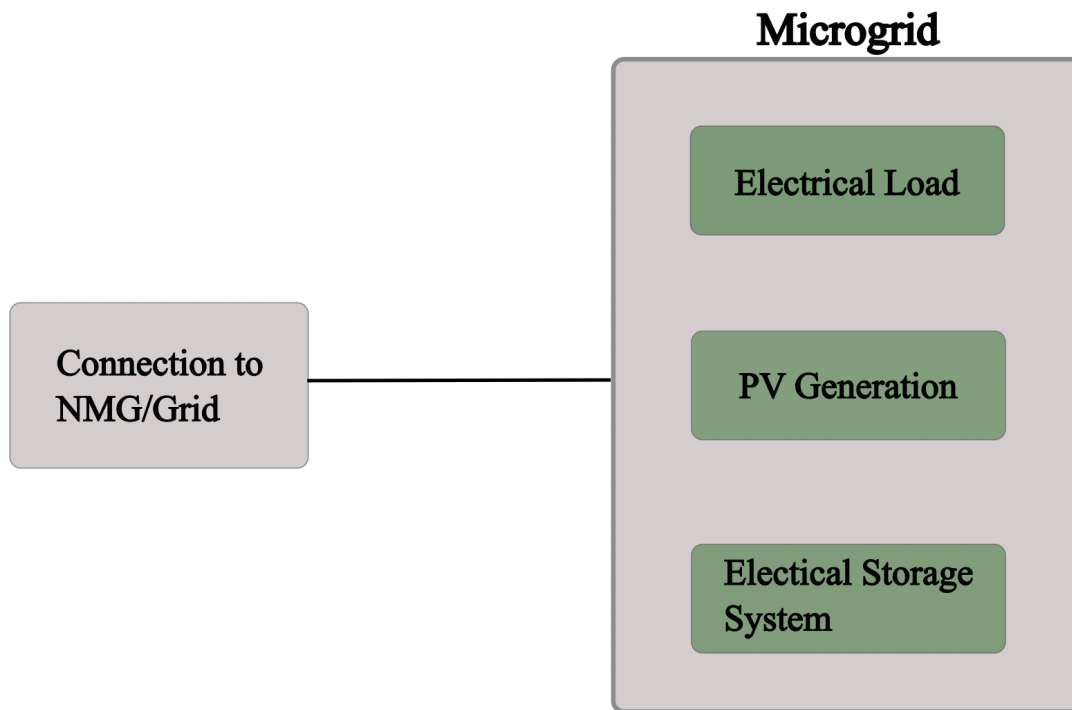 Microgrid
Electrical Load
Connection to
NMG/Grid
PV Generation
Electical Storage
System